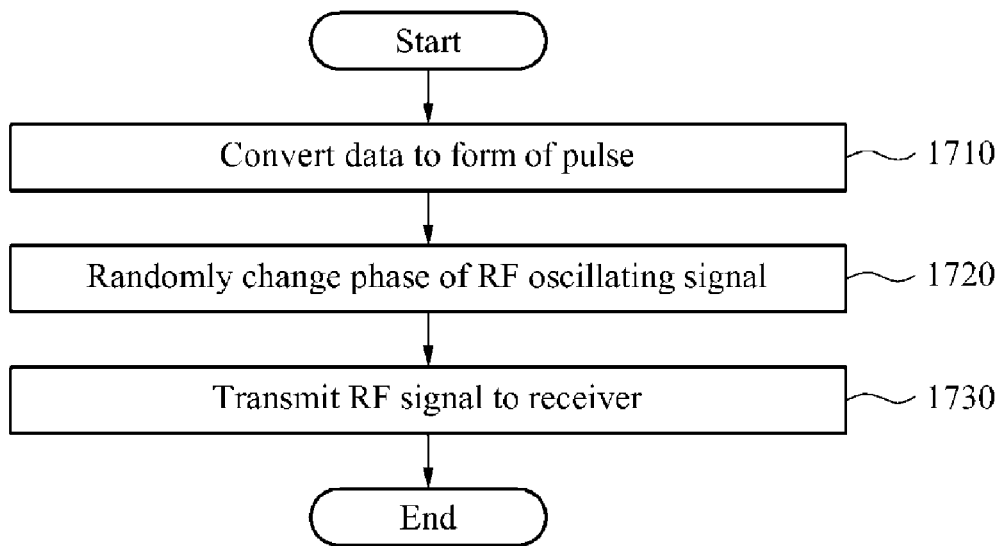 Start
Convert data to form of pulse
1710
Randomly change phase of RF oscillating signal
1720
Transmit RF signal to receiver
1730
End